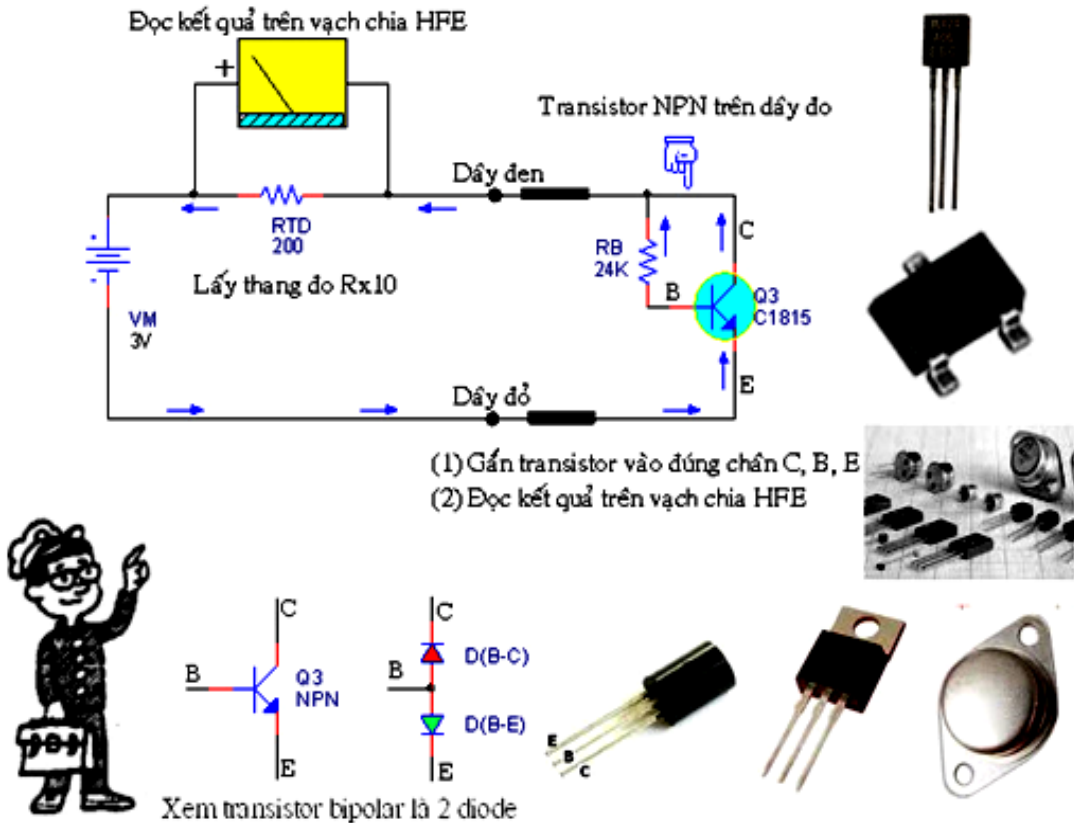 Đọc kết quả trên vạch chia HFE
+
Transistor NPN trên dây đo
Dây đen
RTD
200
C
RB
24K
B
Q3
C1815
Lấy thang đo Rx10
VM
3V
E
Dây đỏ
(1) Gắn transistor vào đúng chân C, B, E
(2) Đọc kết quả trên vạch chia HFE
C
B
Q3
NPN
E
C
D(B-C)
B
D(B-E)
E
E
B
C
Xem transistor bipolar là 2 diode